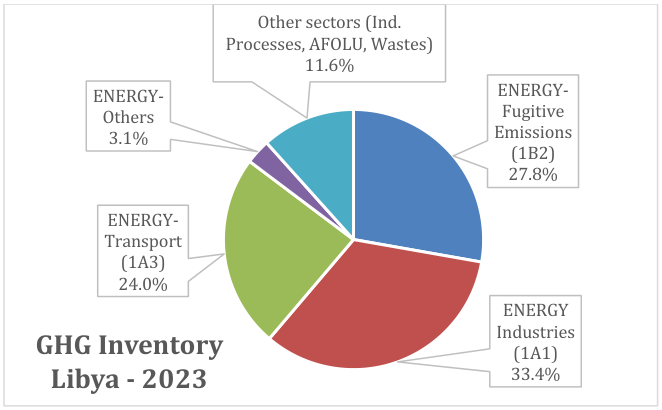 Other sectors (Ind.
Processes, AFOLU, Wastes)
11.6%
ENERGY-
Fugitive
Emissions
(1B2)
27.8%
ENERGY-
Others
3.1%
ENERGY-
Transport
(1A3)
24.0%
ENERGY
Industries
(1A1)
33.4%
GHG Inventory
Libya - 2023